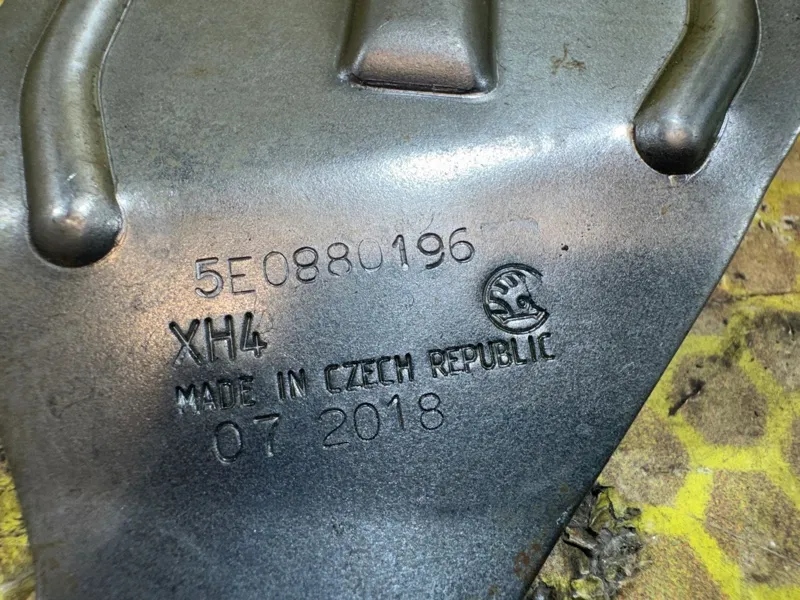 5E0880196
XH4
MADE IN CZECH REPUBLIC
07 2018